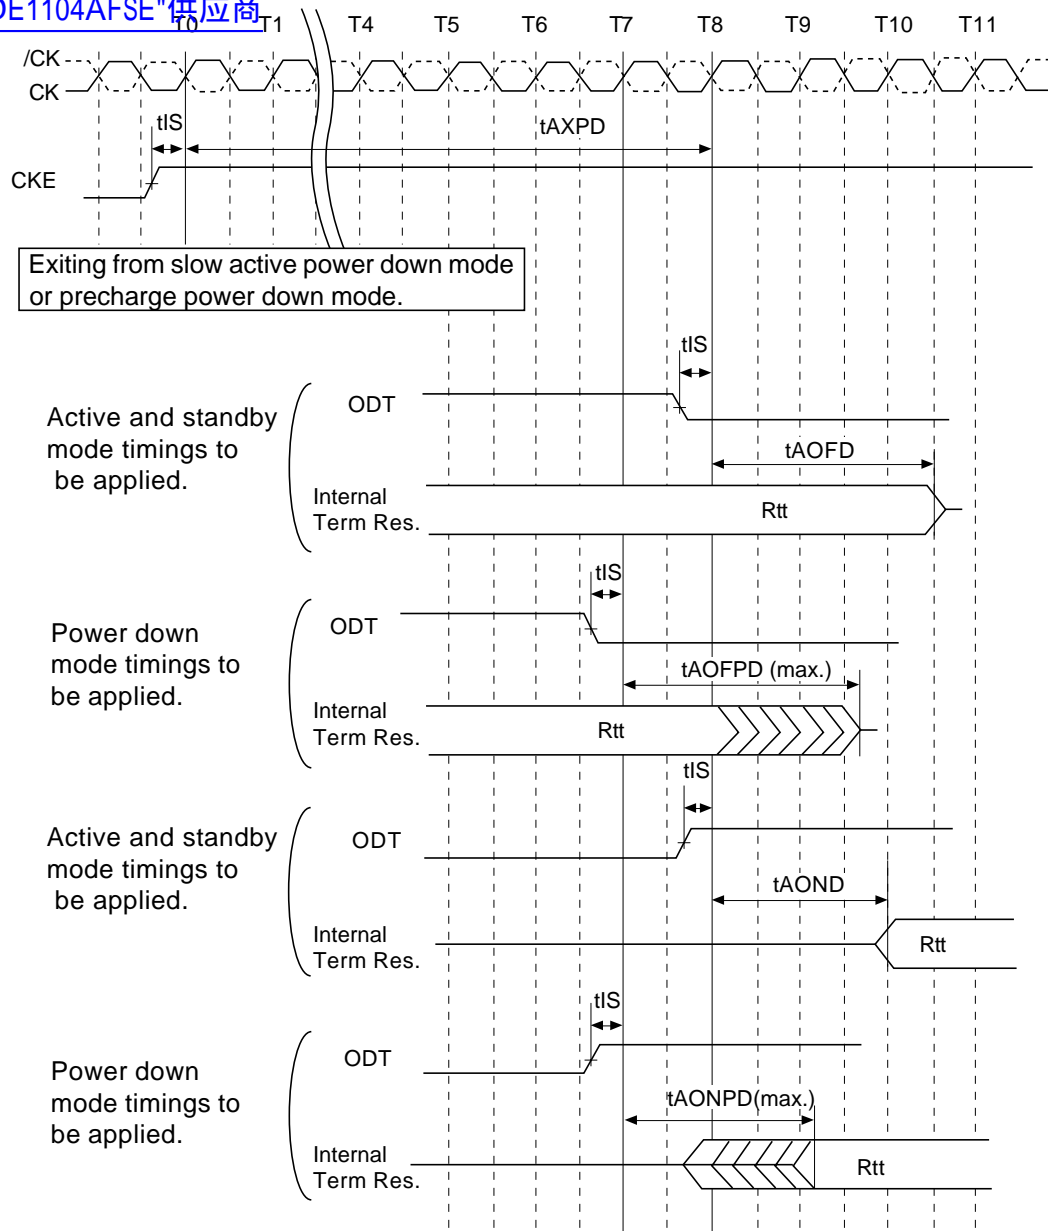 DE1104AFSE"供应商
T0 T1 T4 T5 T6 T7 T8 T9 T10 T11
/CK
CK
tIS
tAXPD
CKE
Exiting from slow active power down mode
or precharge power down mode.
tIS
ODT
Active and standby
mode timings to
be applied.
tAOFD
Internal
Term Res.
Rtt
tIS
ODT
Power down
mode timings to
be applied.
tAOFPD (max.)
Internal
Term Res.
Rtt
tIS
ODT
Active and standby
mode timings to
be applied.
tAOND
Internal
Term Res.
Rtt
tIS
ODT
Power down
mode timings to
be applied.
tAONPD(max.)
Internal
Term Res.
Rtt